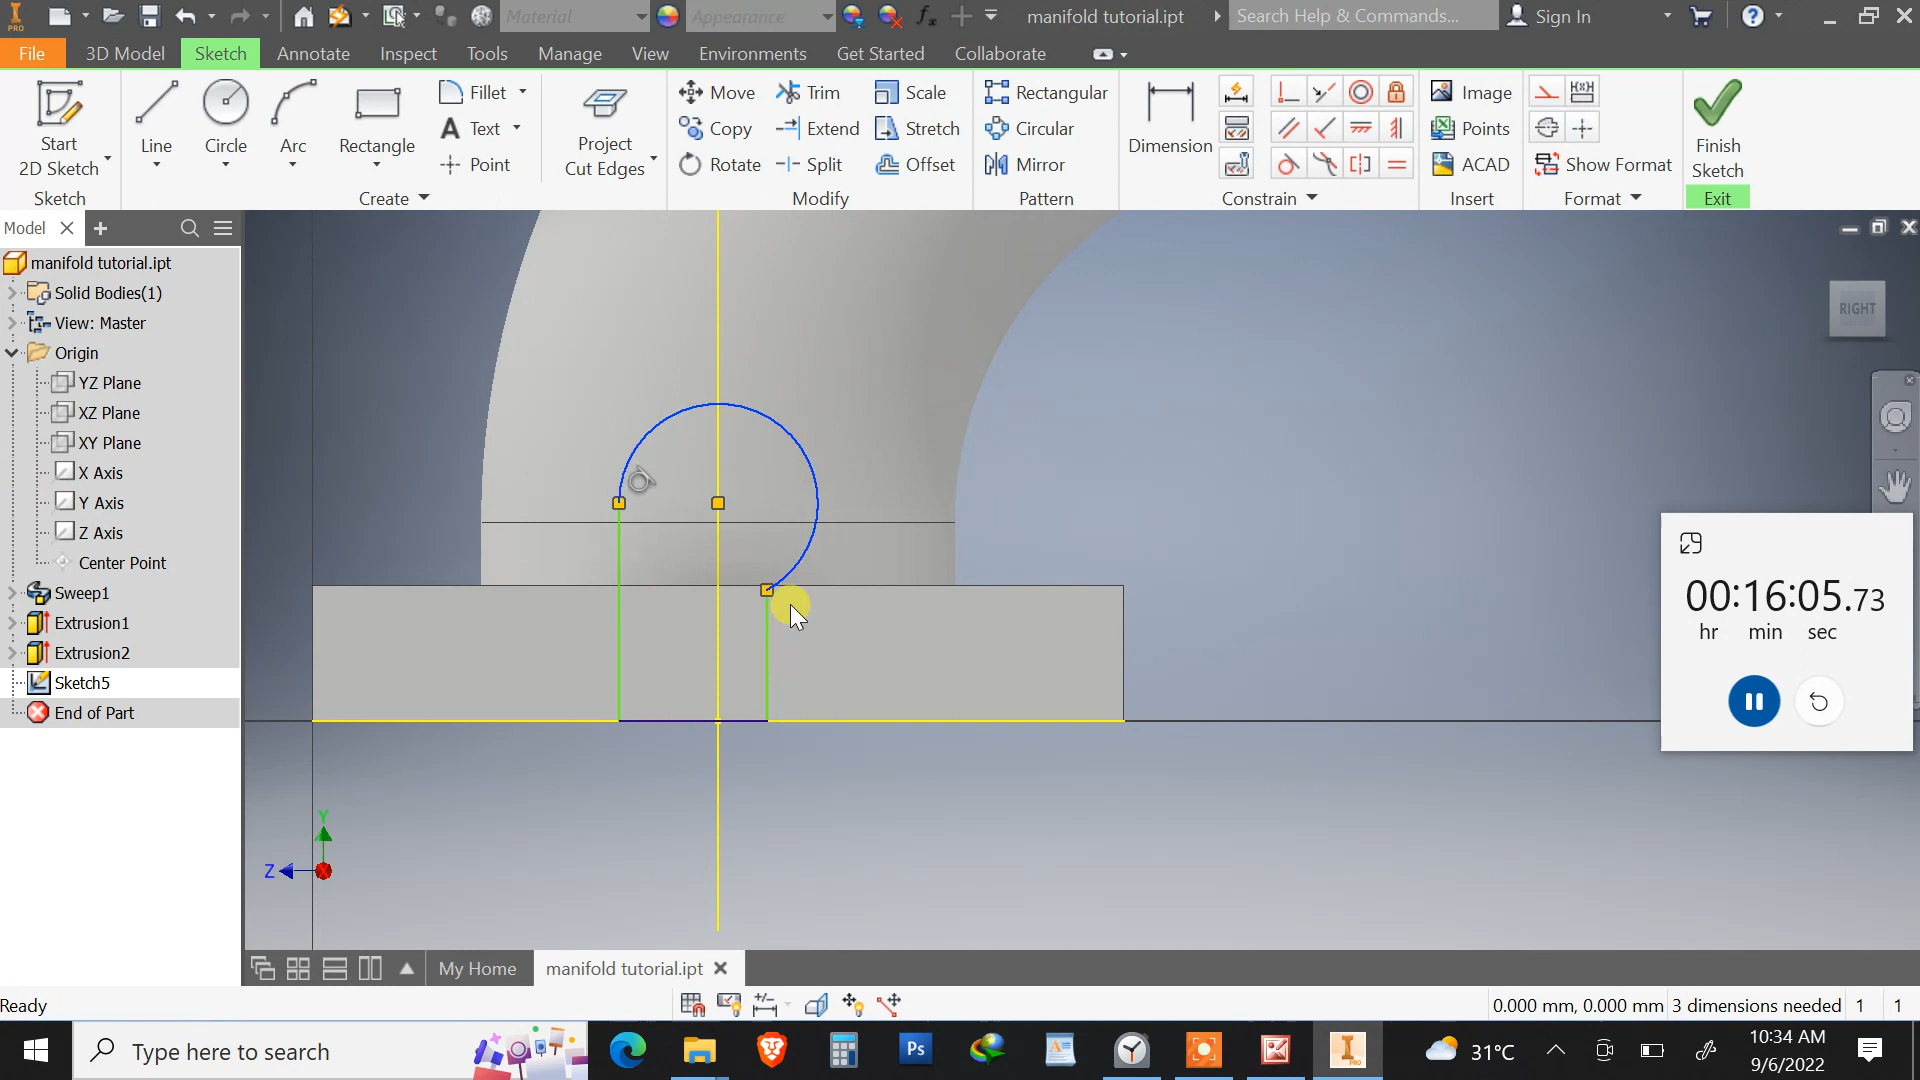 PRO
Material
Appearance
manifold tutorial.ipt
Search Help & Commands...
Sign In
File
3D Model
Sketch
Annotate
Inspect
Tools
Manage
View
Environments
Get Started
Collaborate
Start
2D Sketch
Line
Circle
Arc
Rectangle
Fillet
Text
Point
Project
Cut Edges
Move
Copy
Rotate
Trim
Extend
Split
Scale
Stretch
Offset
Rectangular
Circular
Mirror
Dimension
Image
Points
ACAD
Show Format
Finish
Sketch
Sketch
Create
Modify
Pattern
Constrain
Insert
Format
Exit
Model
manifold tutorial.ipt
Solid Bodies(1)
View: Master
Origin
YZ Plane
XZ Plane
XY Plane
X Axis
Y Axis
Z Axis
Center Point
Sweep1
Extrusion1
Extrusion2
Sketch5
End of Part
RIGHT
00:16:05.73
hr min sec
Y
Z
X
My Home
manifold tutorial.ipt
Ready
0.000 mm, 0.000 mm
3 dimensions needed
1
1
Type here to search
Ps
PRO
31°C
10:34 AM
9/6/2022